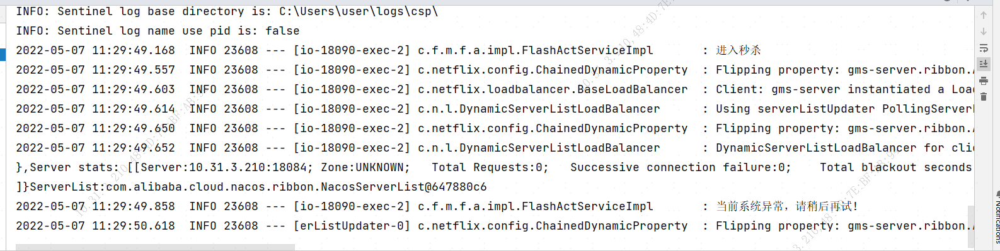 INFO: Sentinel log base directory is: C:\Users\user\logs\csp\
INFO: Sentinel log name use pid is: false
2022-05-07 11:29:49.168  INFO 23608 --- [io-18090-exec-2] c.f.m.f.a.impl.FlashActServiceImpl       : 进入秒杀
2022-05-07 11:29:49.557  INFO 23608 --- [io-18090-exec-2] c.netflix.config.ChainedDynamicProperty  : Flipping property: gms-server.ribbon.
2022-05-07 11:29:49.603  INFO 23608 --- [io-18090-exec-2] c.netflix.loadbalancer.BaseLoadBalancer  : Client: gms-server instantiated a Loa
2022-05-07 11:29:49.614  INFO 23608 --- [io-18090-exec-2] c.n.l.DynamicServerListLoadBalancer      : Using serverListUpdater PollingServer
2022-05-07 11:29:49.650  INFO 23608 --- [io-18090-exec-2] c.netflix.config.ChainedDynamicProperty  : Flipping property: gms-server.ribbon.
2022-05-07 11:29:49.652  INFO 23608 --- [io-18090-exec-2] c.n.l.DynamicServerListLoadBalancer      : DynamicServerListLoadBalancer for clie
},Server stats: [[Server:10.31.3.210:18084;	Zone:UNKNOWN;	Total Requests:0;	Successive connection failure:0;	Total blackout seconds
]}ServerList:com.alibaba.cloud.nacos.ribbon.NacosServerList@647880c6
2022-05-07 11:29:49.858  INFO 23608 --- [io-18090-exec-2] c.f.m.f.a.impl.FlashActServiceImpl       : 当前系统异常，请稍后再试！
2022-05-07 11:29:50.618  INFO 23608 --- [erListUpdater-0] c.netflix.config.ChainedDynamicProperty  : Flipping property: gms-server.ribbon.
Notifications